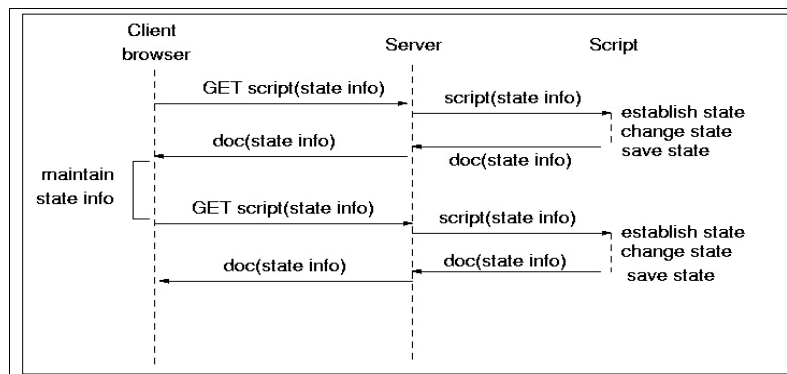 Client
browser
Server
Script
GET script(state info)
script(state info)
establish state
change state
save state
doc(state info)
doc(state info)
maintain
state info
GET script(state info)
script(state info)
establish state
change state
save state
doc(state info)
doc(state info)